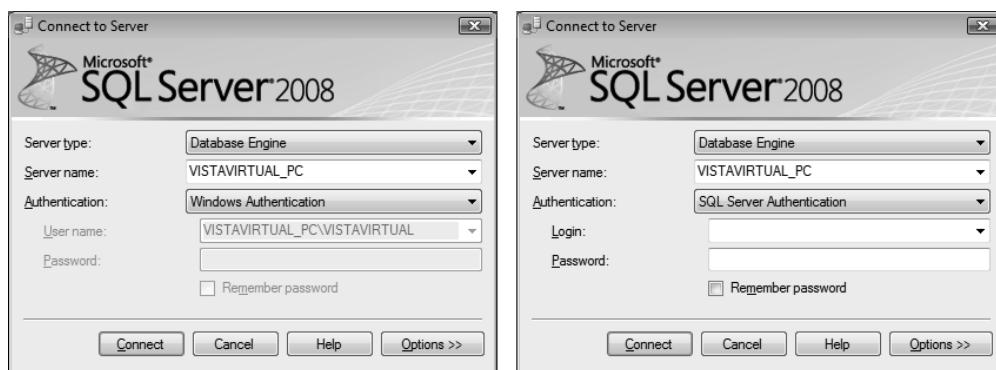 Connect to Server
Microsoft®
SQL Server® 2008
Server type: Database Engine
Server name: VISTAVIRTUAL_PC
Authentication: Windows Authentication
User name: VISTAVIRTUAL_PC\VISTAVIRTUAL
Password:
Remember password
Connect Cancel Help Options >>
Connect to Server
Microsoft®
SQL Server® 2008
Server type: Database Engine
Server name: VISTAVIRTUAL_PC
Authentication: SQL Server Authentication
Login:
Password:
Remember password
Connect Cancel Help Options >>